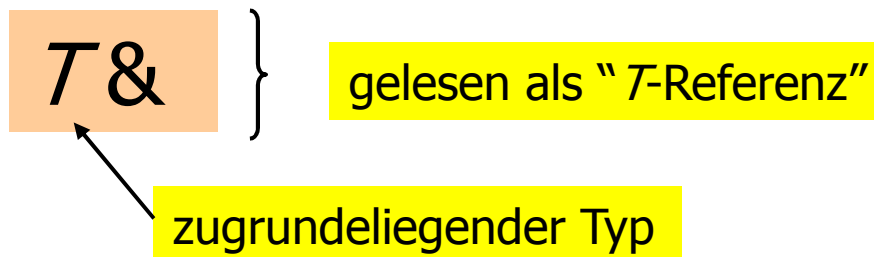 T &
gelesen als “T-Referenz”
zugrundeliegender Typ